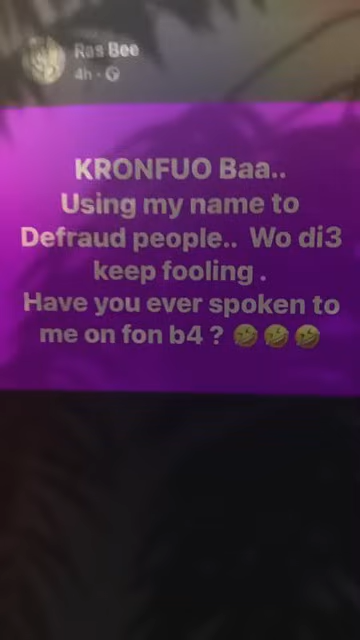 Ras Bee
4h
KRONFUO Baa..
Using my name to
Defraud people.. Wo di3
keep fooling .
Have you ever spoken to
me on fon b4 ? 🤣🤣🤣